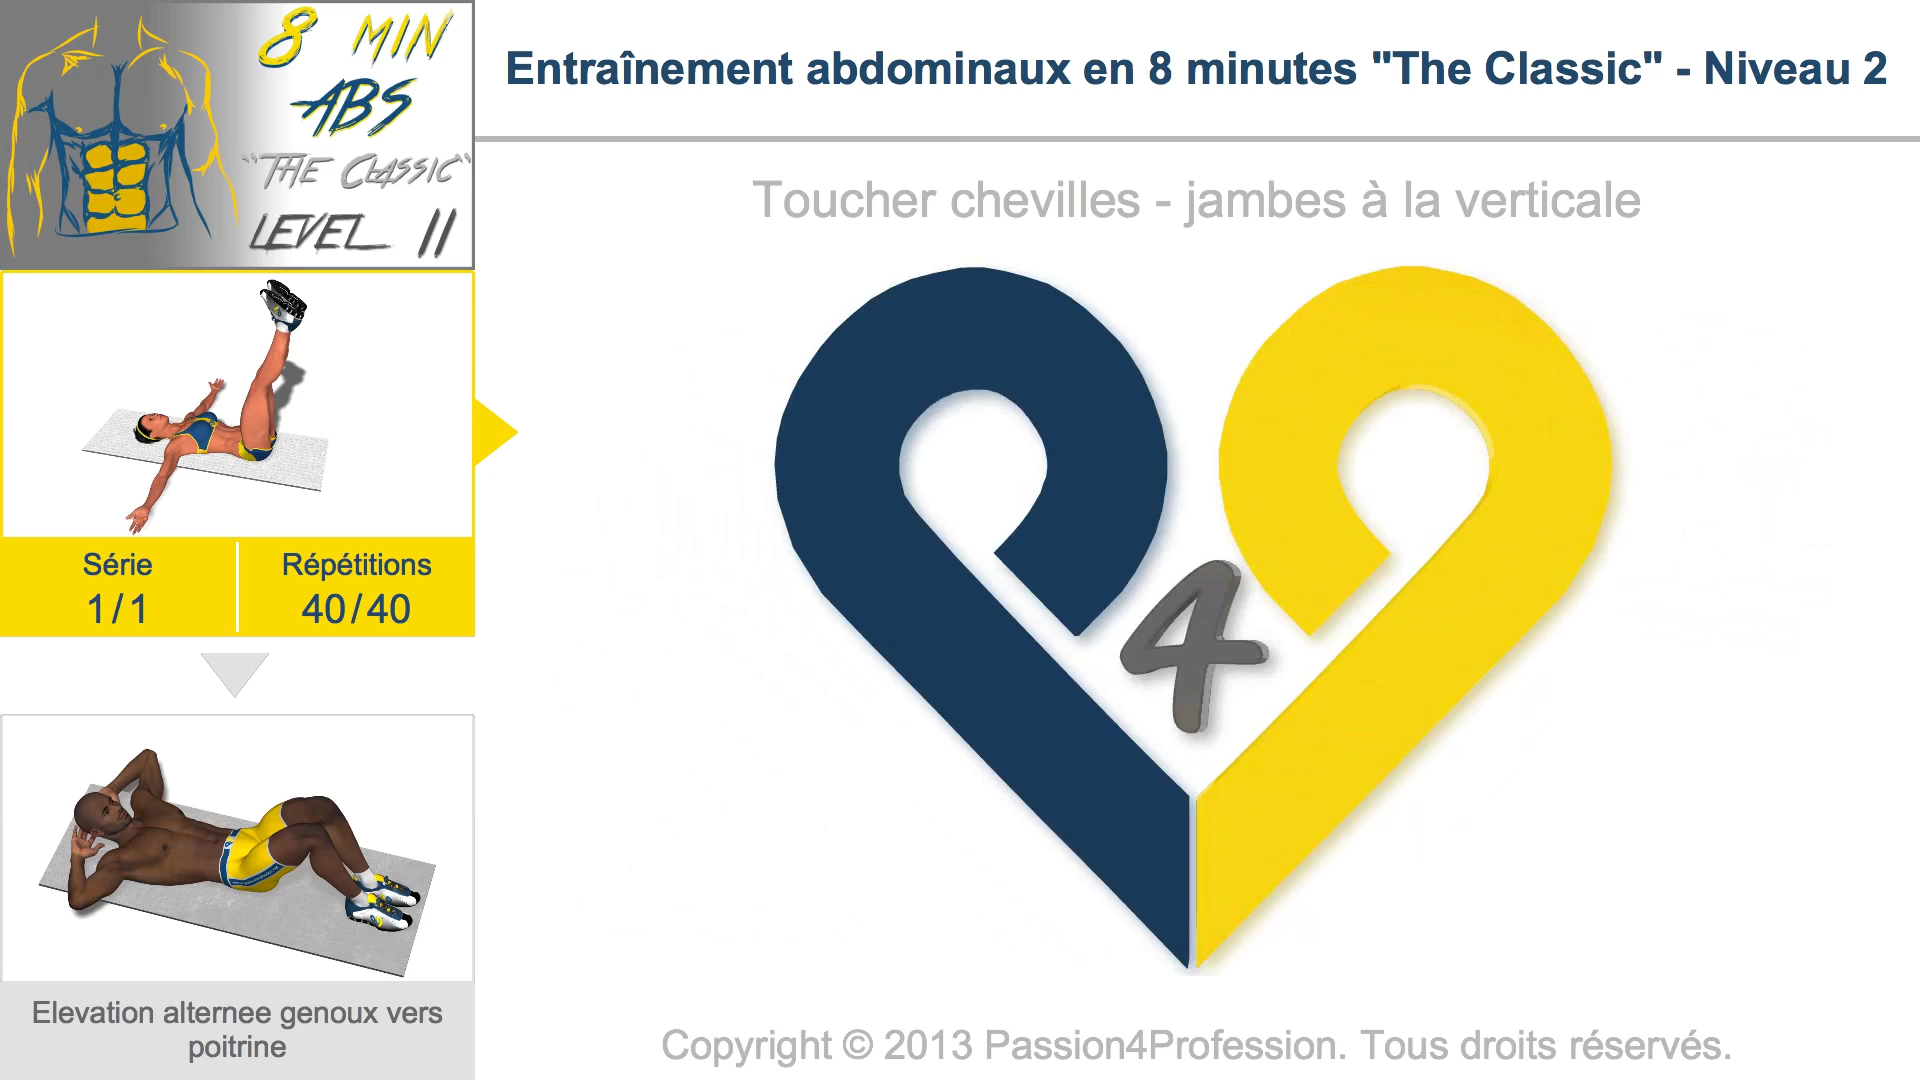 8 MIN
ABS
"THE CLASSIC"
LEVEL II
Entraînement abdominaux en 8 minutes "The Classic" - Niveau 2
Toucher chevilles - jambes à la verticale
Série
1/1
Répétitions
40/40
4
Elevation alternee genoux vers
poitrine
Copyright © 2013 Passion4Profession. Tous droits réservés.